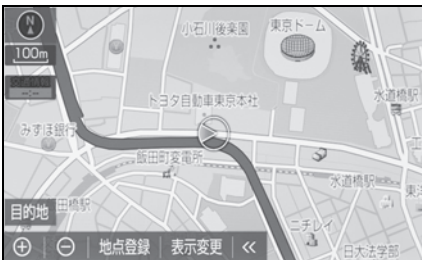 N
小石川後楽園
東京ドーム
100m
水道橋駅
トヨタ自動車東京本社
みずほ銀行
飯田町変電所
水道橋駅
目的地
田橋駅
ニチレイ
日大法学部
地点登録
表示変更